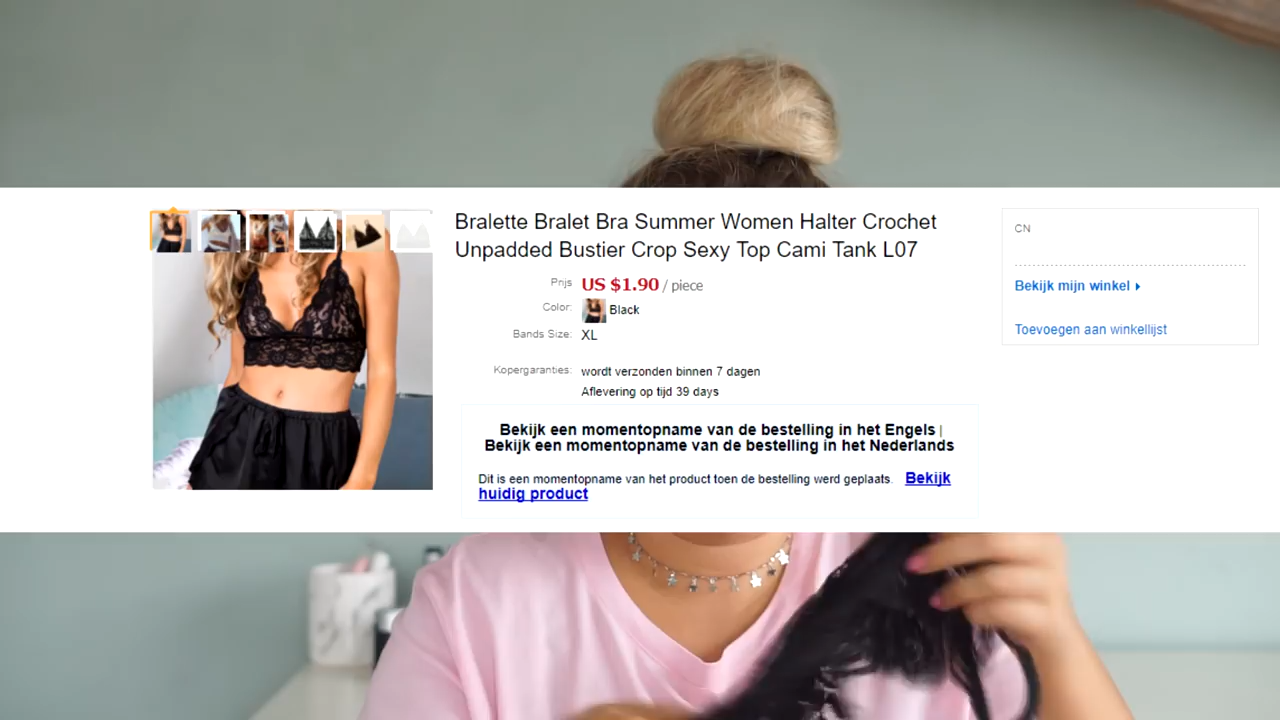 Bralette Bralet Bra Summer Women Halter Crochet
Unpadded Bustier Crop Sexy Top Cami Tank L07
Prijs US $1.90 / piece
Color: Black
Bands Size: XL
Kopergaranties: wordt verzonden binnen 7 dagen
Aflevering op tijd 39 days
Bekijk een momentopname van de bestelling in het Engels |
Bekijk een momentopname van de bestelling in het Nederlands
Dit is een momentopname van het product toen de bestelling werd geplaats. Bekijk
huidig product
CN
Bekijk mijn winkel
Toevoegen aan winkellijst